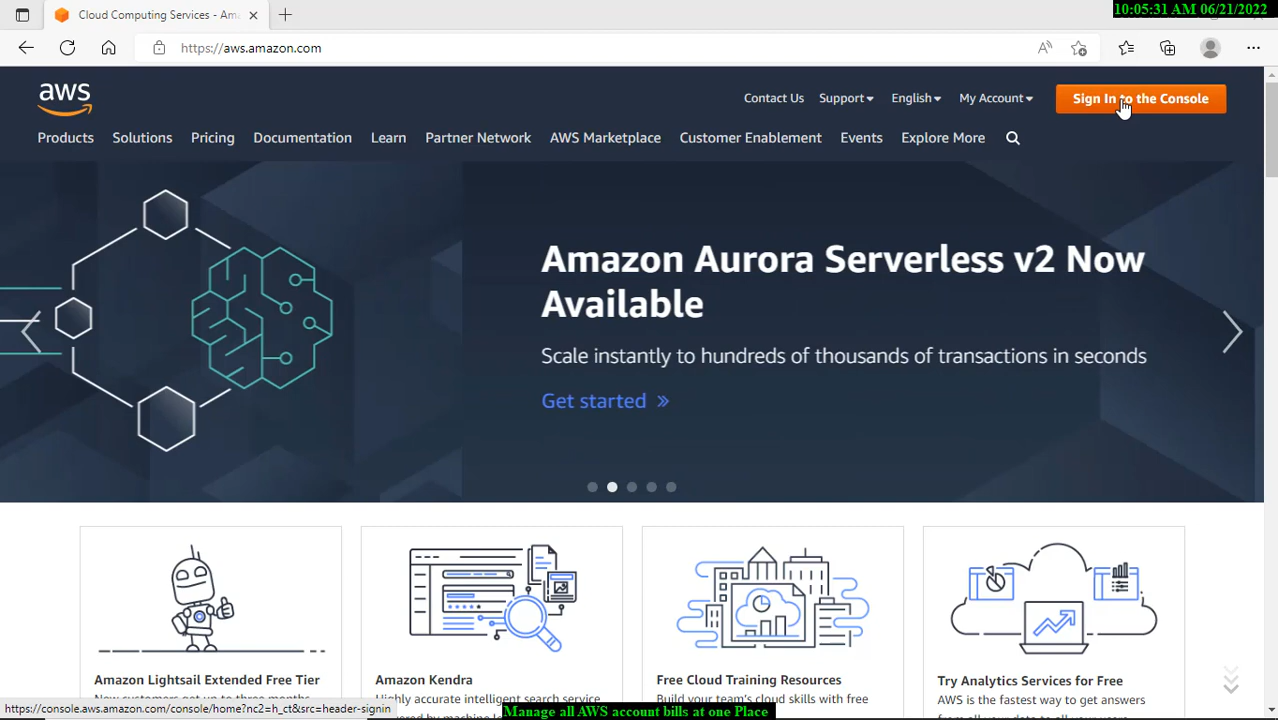 Cloud Computing Services - Ama
10:05:31 AM 06/21/2022
https://aws.amazon.com
aws
Contact Us Support English My Account Sign In to the Console
Products Solutions Pricing Documentation Learn Partner Network AWS Marketplace Customer Enablement Events Explore More
Amazon Aurora Serverless v2 Now
Available
Scale instantly to hundreds of thousands of transactions in seconds
Get started »
Amazon Lightsail Extended Free Tier
Amazon Kendra
Free Cloud Training Resources
Try Analytics Services for Free
New customers get up to three months
Highly accurate intelligent search service
Build your team's cloud skills with free
AWS is the fastest way to get answers
https://console.aws.amazon.com/console/home?nc2=h_ct&src=header-signin
powered by machine
Manage all AWS account bills at one Place